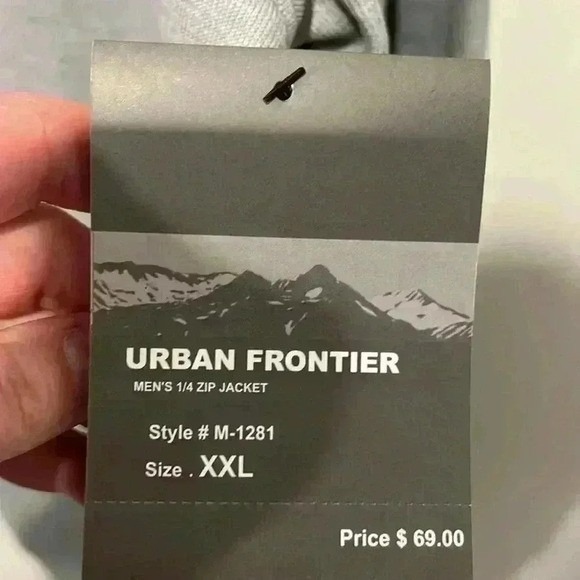 URBAN FRONTIER
MEN'S 1/4 ZIP JACKET
Style # M-1281
Size . XXL
Price $ 69.00